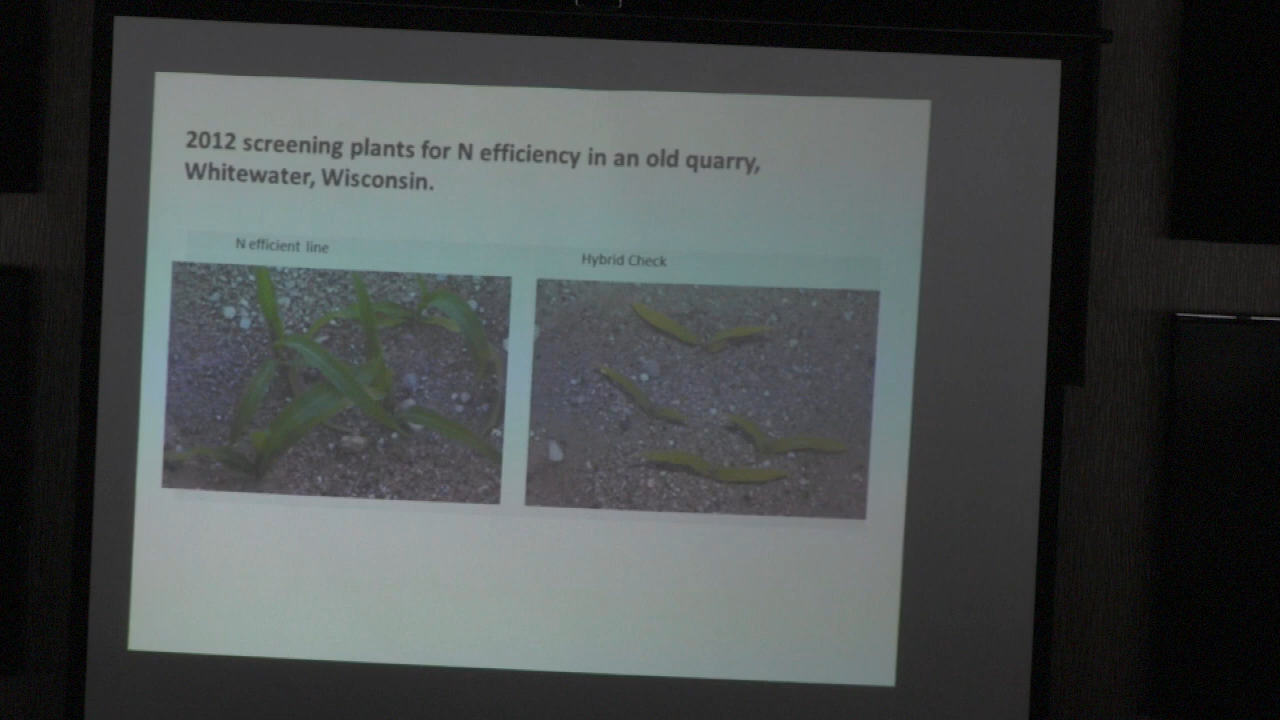 2012 screening plants for N efficiency in an old quarry,
Whitewater, Wisconsin.
N efficient line
Hybrid Check